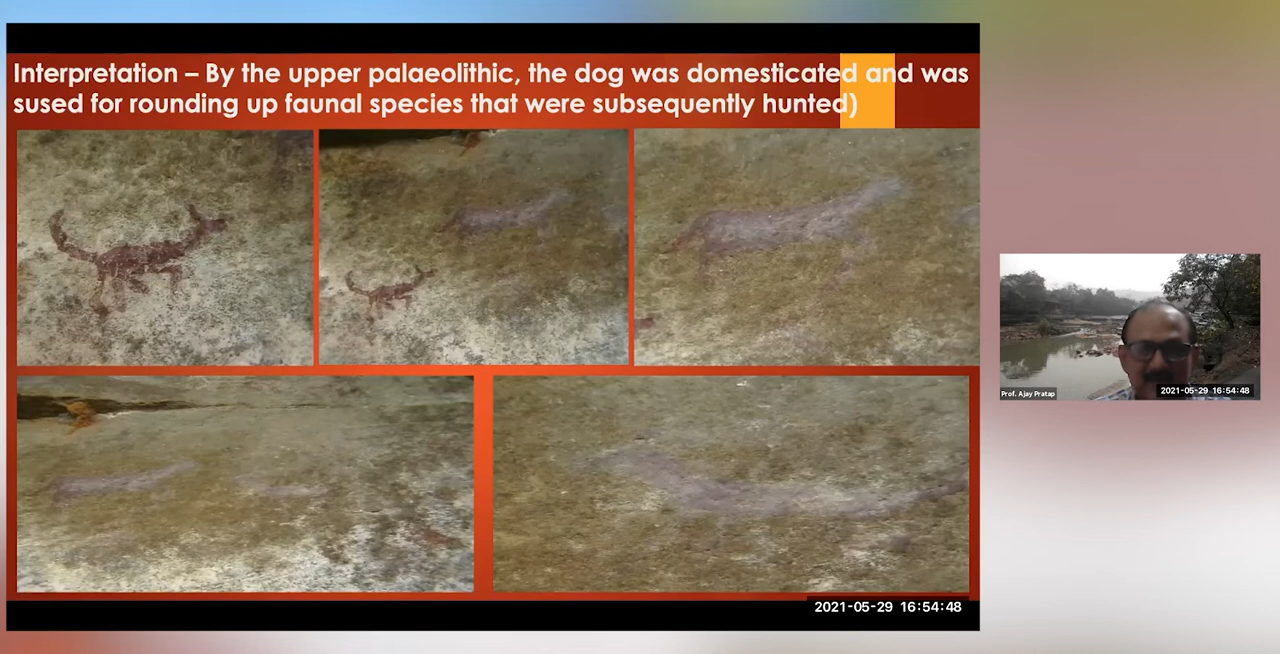 Interpretation – By the upper palaeolithic, the dog was domesticated and was
sused for rounding up faunal species that were subsequently hunted)
Prof. Ajay Pratap
2021-05-29 16:54:48
2021-05-29 16:54:48